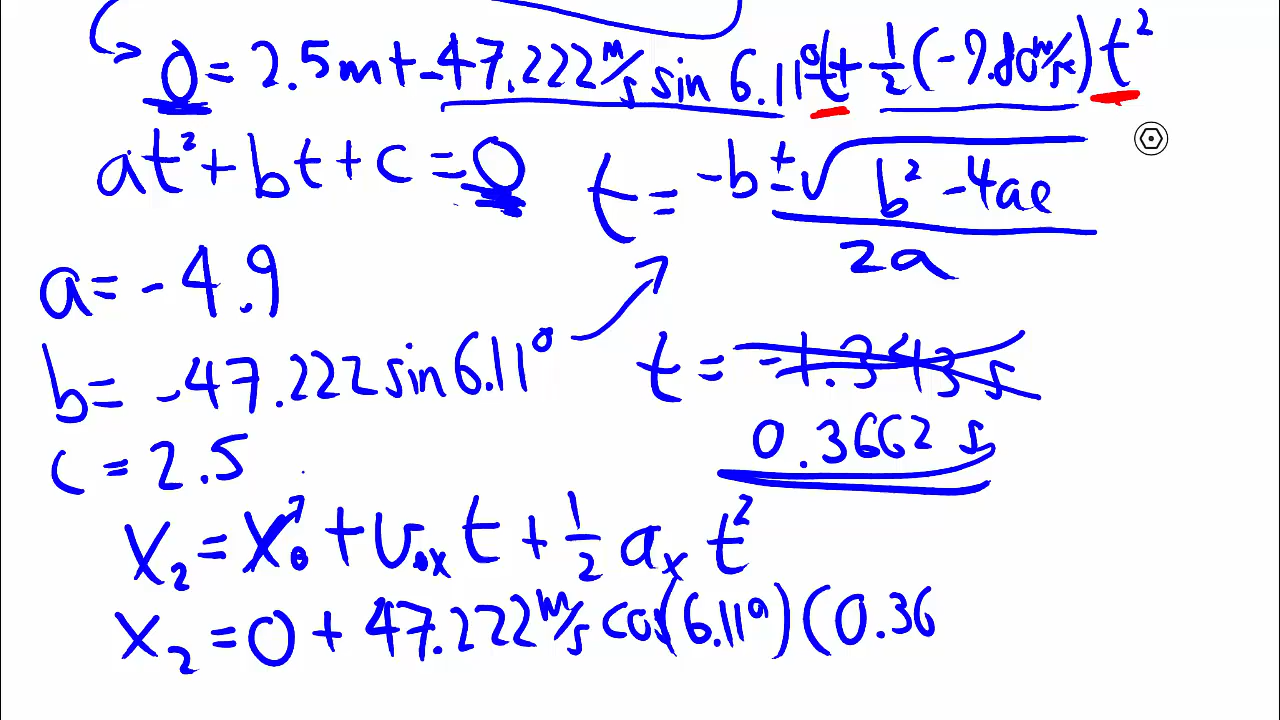 0 = 2.5m + -47.222 m/s sin 6.11° t + 1/2 (-9.80 m/s²) t²
at² + bt + c = 0
t = -b ± √(b² - 4ac) / 2a
a = -4.9
b = -47.222 sin 6.11°
c = 2.5
t = -1.343 s
0.3662 s
x₂ = x₀ + v₀ₓ t + 1/2 aₓ t²
x₂ = 0 + 47.222 m/s cos(6.11°)(0.36